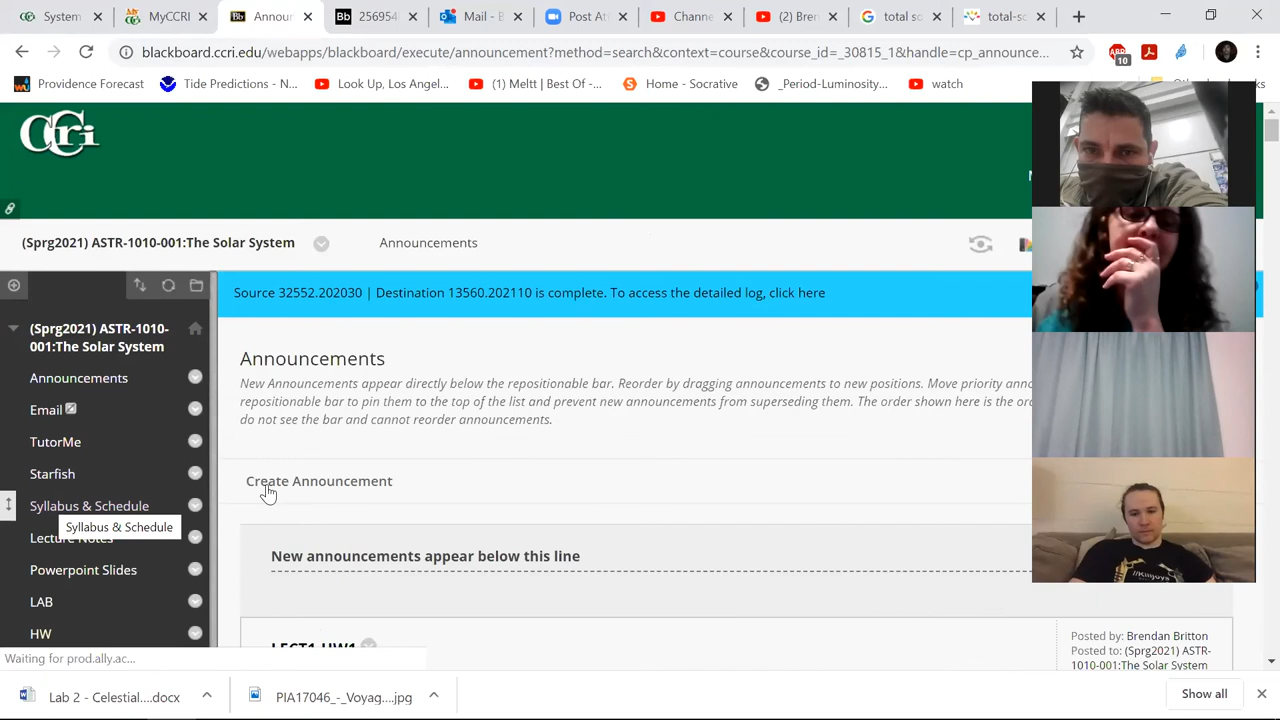 System
MyCCRI
Announ
256954
Mail - B
Post Att
Channe
(2) Bren
total so
total-so
blackboard.ccri.edu/webapps/blackboard/execute/announcement?method=search&context=course&course_id=_30815_1&handle=cp_announce...
10
Providence Forecast
Tide Predictions - N...
Look Up, Los Angel...
(1) Meltt | Best Of -...
Home - Socrative
_Period-Luminosity...
watch
CCri
(Sprg2021) ASTR-1010-001:The Solar System
Announcements
Source 32552.202030 | Destination 13560.202110 is complete. To access the detailed log, click here
(Sprg2021) ASTR-1010-
001:The Solar System
Announcements
Email
TutorMe
Starfish
Syllabus & Schedule
Syllabus & Schedule
Lecture Notes
Powerpoint Slides
LAB
HW
Announcements
New Announcements appear directly below the repositionable bar. Reorder by dragging announcements to new positions. Move priority anno
repositionable bar to pin them to the top of the list and prevent new announcements from superseding them. The order shown here is the or
do not see the bar and cannot reorder announcements.
Create Announcement
New announcements appear below this line
LECT1 HW1
Posted by: Brendan Britton
Posted to: (Sprg2021) ASTR-
1010-001:The Solar System
//Killjoys
Waiting for prod.ally.ac...
Lab 2 - Celestial....docx
PIA17046_-_Voyag....jpg
Show all